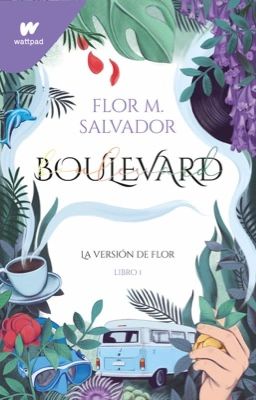 wattpad
FLOR M.
SALVADOR
BOULEVARD
LA VERSIÓN DE FLOR
LIBRO 1